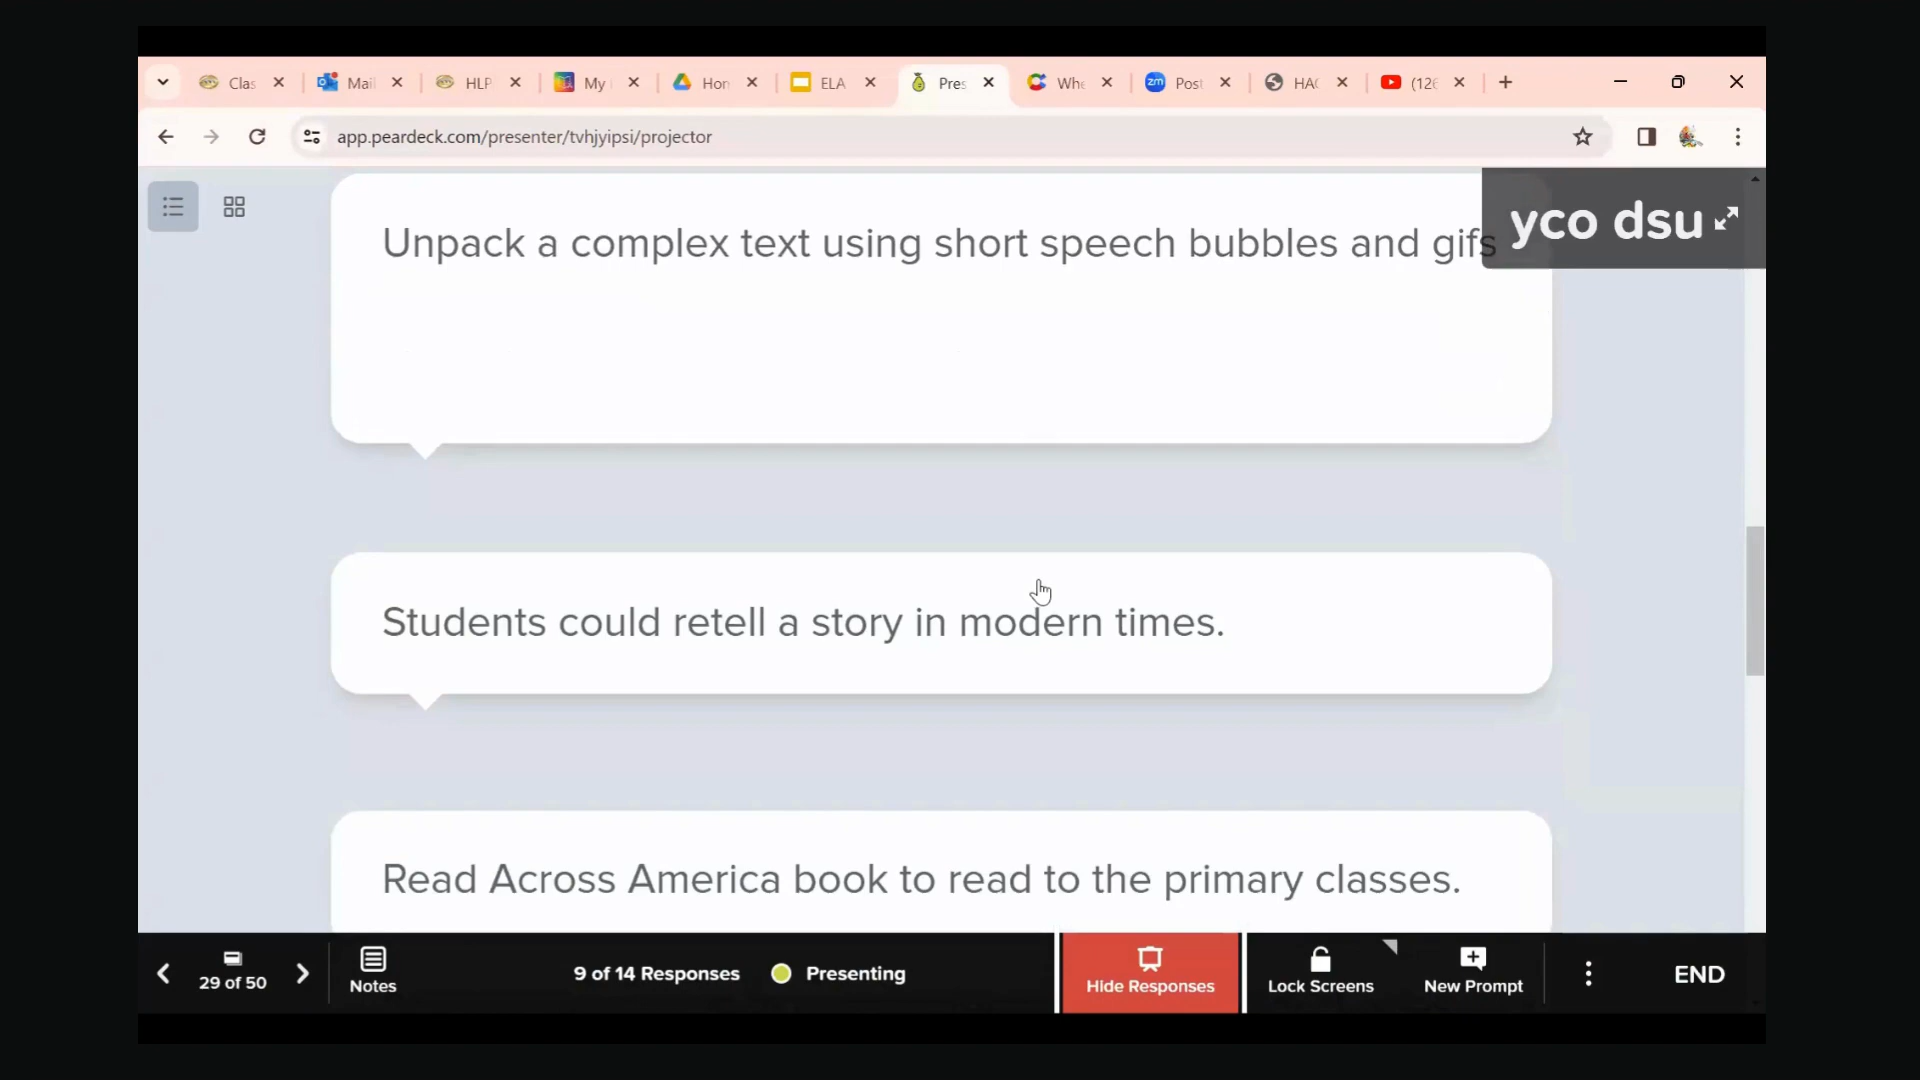 Clas
Mail
HLP
My
Hon
ELA
Pres
Whe
zm
Post
HAC
(126
app.peardeck.com/presenter/tvhjyipsi/projector
yco dsu
Unpack a complex text using short speech bubbles and gifs
Students could retell a story in modern times.
Read Across America book to read to the primary classes.
29 of 50
Notes
9 of 14 Responses
Presenting
Hide Responses
Lock Screens
New Prompt
END